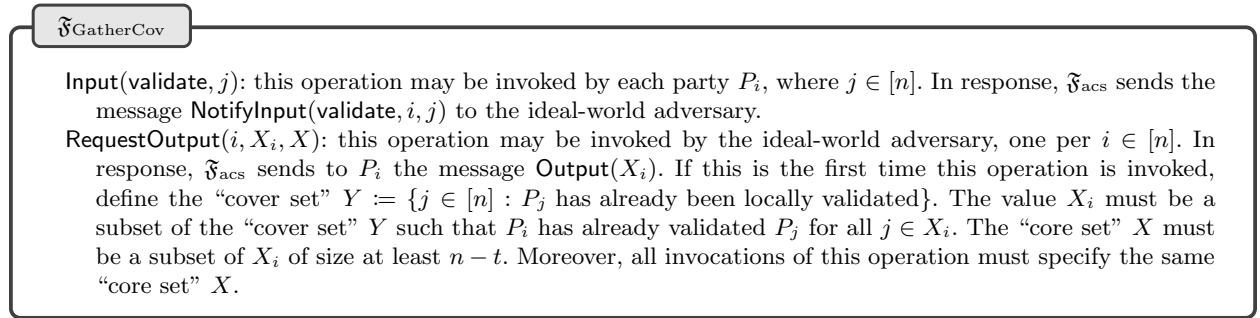 𝔉GatherCov
Input(validate, j): this operation may be invoked by each party Pᵢ, where j ∈ [n]. In response, 𝔉acs sends the
message NotifyInput(validate, i, j) to the ideal-world adversary.
RequestOutput(i, Xᵢ, X): this operation may be invoked by the ideal-world adversary, one per i ∈ [n]. In
response, 𝔉acs sends to Pᵢ the message Output(Xᵢ). If this is the first time this operation is invoked,
define the “cover set” Y := {j ∈ [n] : Pⱼ has already been locally validated}. The value Xᵢ must be a
subset of the “cover set” Y such that Pᵢ has already validated Pⱼ for all j ∈ Xᵢ. The “core set” X must
be a subset of Xᵢ of size at least n − t. Moreover, all invocations of this operation must specify the same
“core set” X.